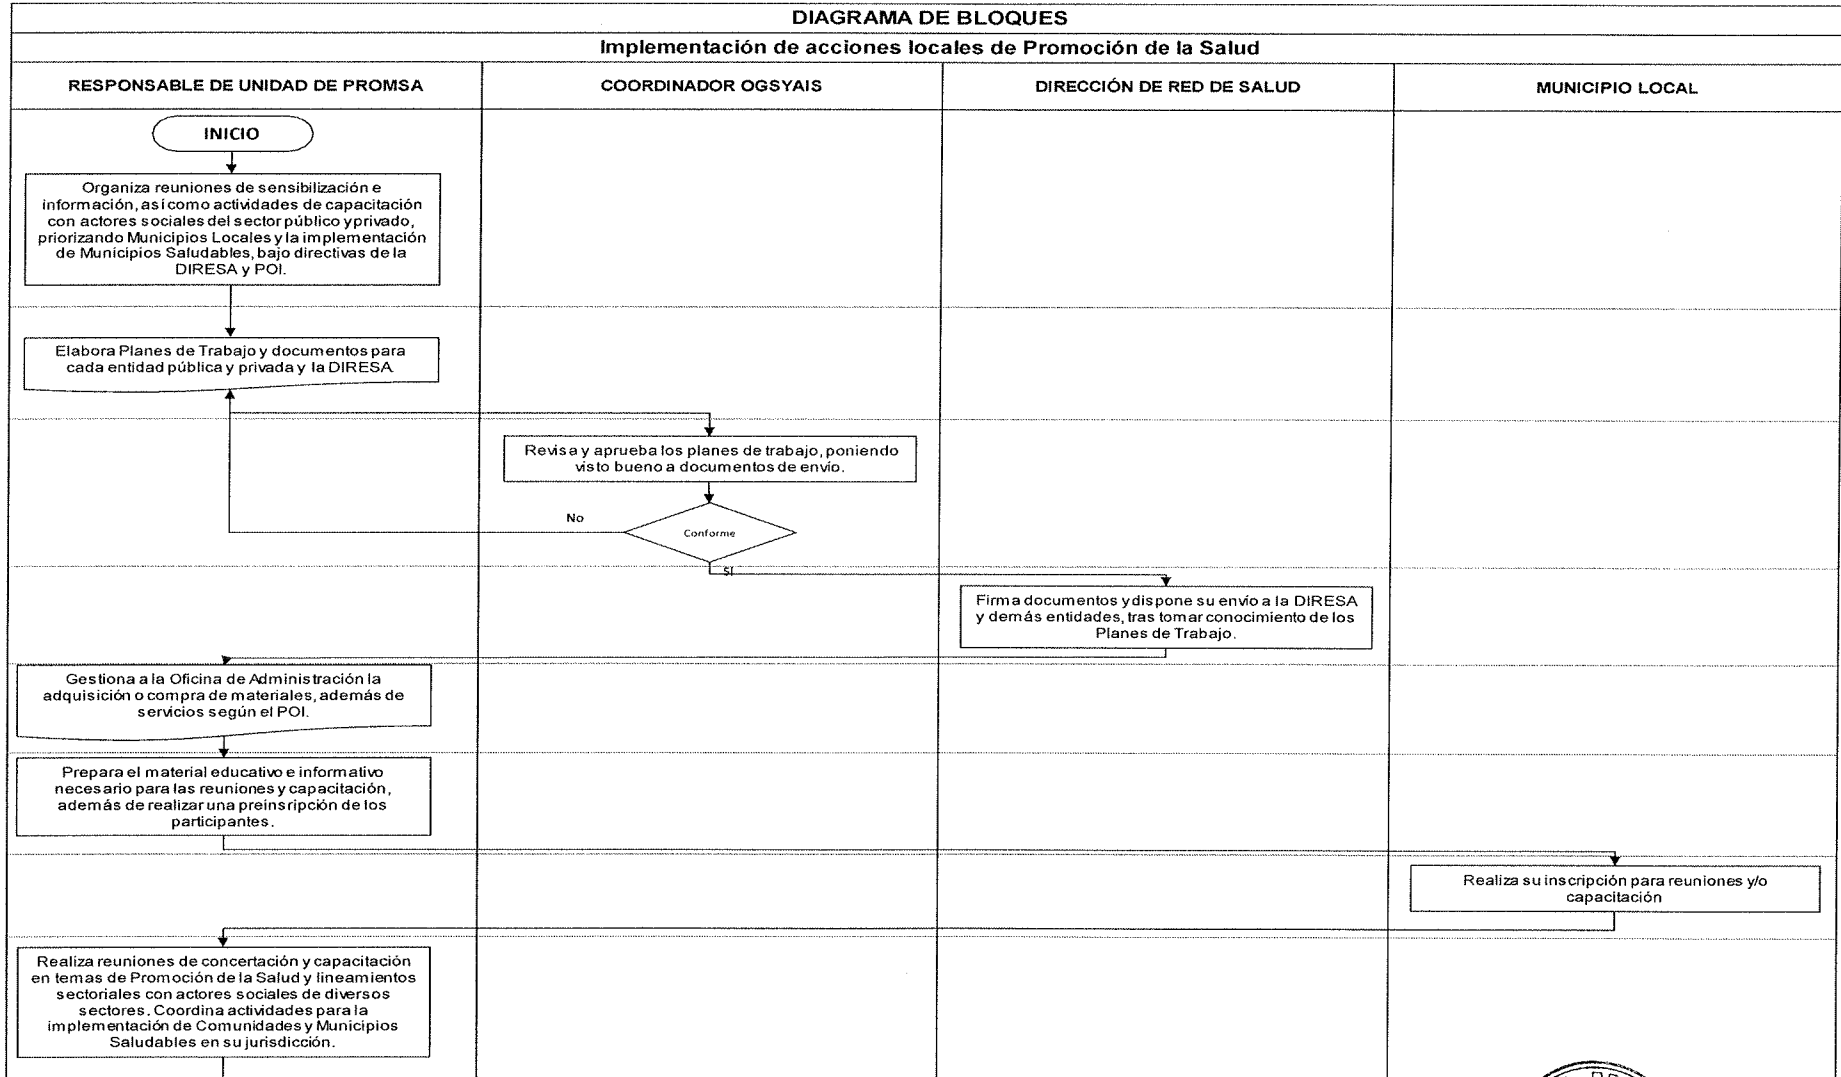 DIAGRAMA DE BLOQUES
Implementación de acciones locales de Promoción de la Salud
RESPONSABLE DE UNIDAD DE PROMSA
COORDINADOR OGSYAIS
DIRECCIÓN DE RED DE SALUD
MUNICIPIO LOCAL
INICIO
Organiza reuniones de sensibilización e
información, así como actividades de capacitación
con actores sociales del sector público y privado,
priorizando Municipios Locales y la implementación
de Municipios Saludables, bajo directivas de la
DIRESA y POI.
Elabora Planes de Trabajo y documentos para
cada entidad pública y privada y la DIRESA
Revisa y aprueba los planes de trabajo, poniendo
visto bueno a documentos de envío.
No
Conforme
SI
Firma documentos y dispone su envío a la DIRESA
y demás entidades, tras tomar conocimiento de los
Planes de Trabajo.
Gestiona a la Oficina de Administración la
adquisición o compra de materiales, además de
servicios según el POI.
Prepara el material educativo e informativo
necesario para las reuniones y capacitación,
además de realizar una preinsripción de los
participantes.
Realiza su inscripción para reuniones y/o
capacitación
Realiza reuniones de concertación y capacitación
en temas de Promoción de la Salud y lineamientos
sectoriales con actores sociales de diversos
sectores. Coordina actividades para la
implementación de Comunidades y Municipios
Saludables en su jurisdicción.